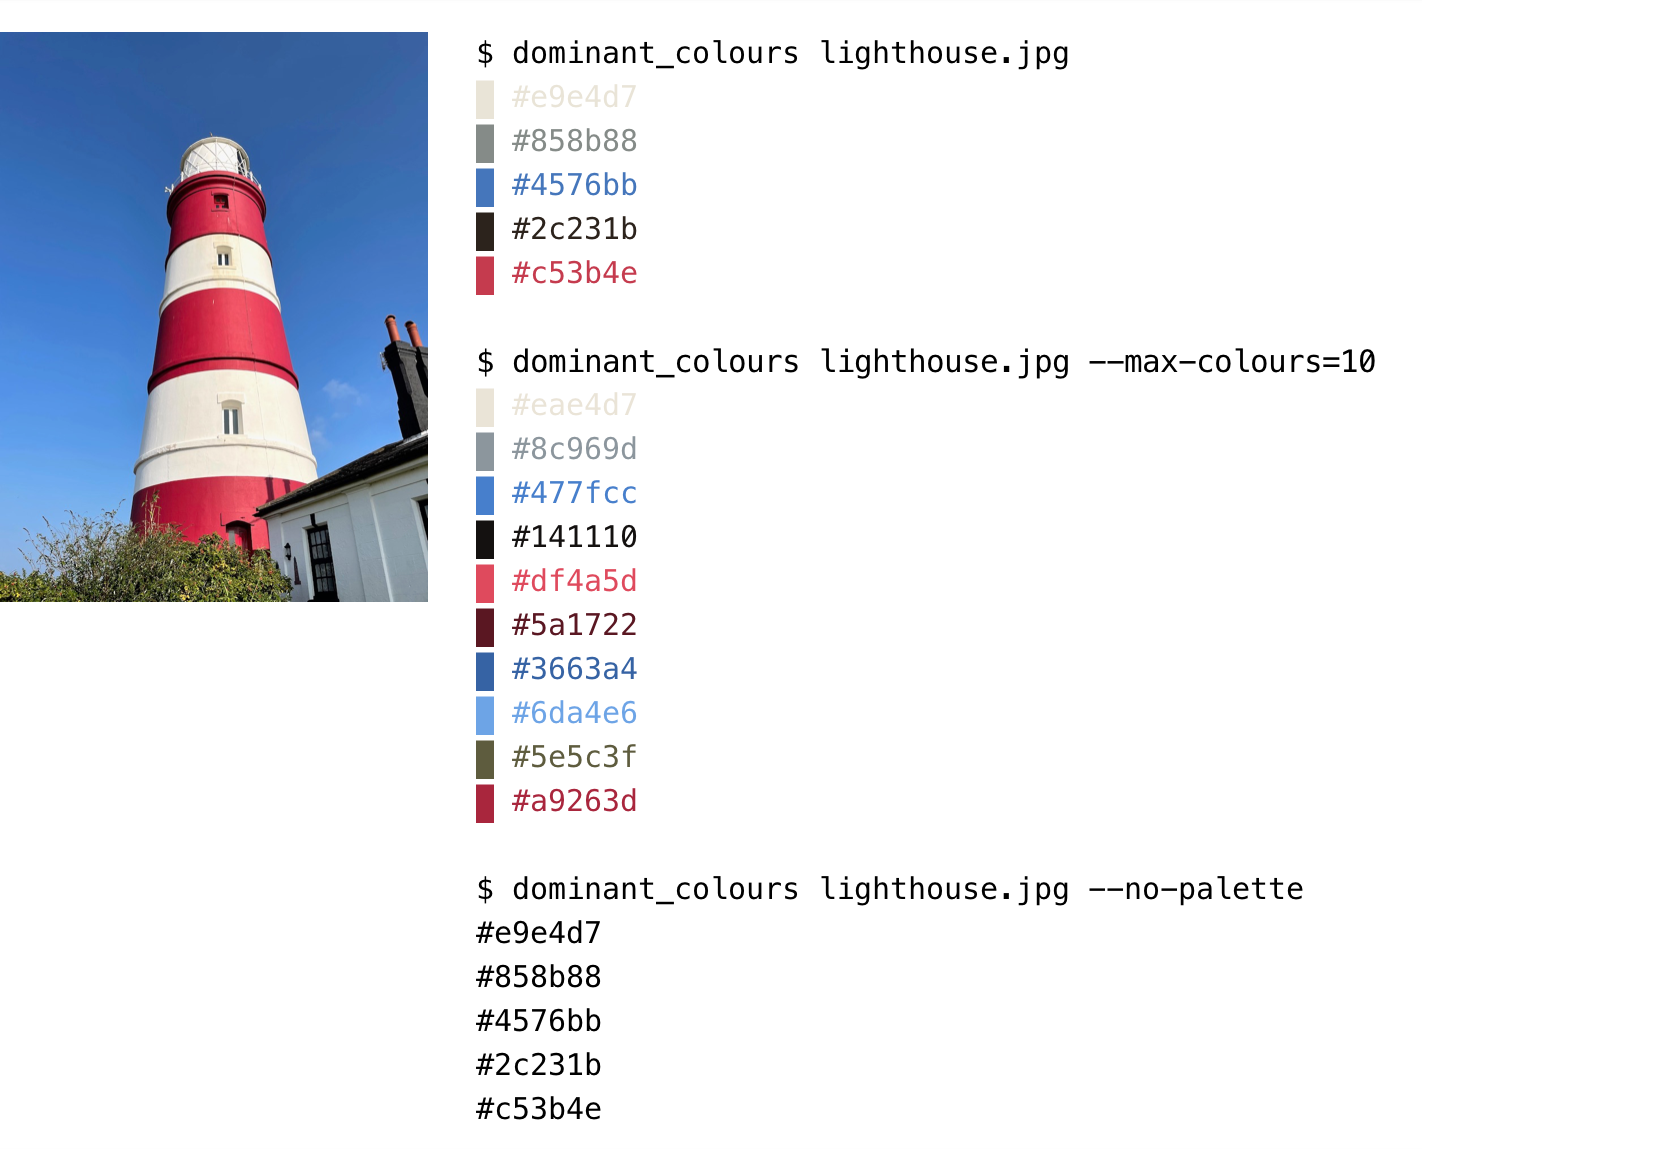 $ dominant_colours lighthouse.jpg
#e9e4d7
#858b88
#4576bb
#2c231b
#c53b4e
$ dominant_colours lighthouse.jpg --max-colours=10
#eae4d7
#8c969d
#477fcc
#141110
#df4a5d
#5a1722
#3663a4
#6da4e6
#5e5c3f
#a9263d
$ dominant_colours lighthouse.jpg --no-palette
#e9e4d7
#858b88
#4576bb
#2c231b
#c53b4e